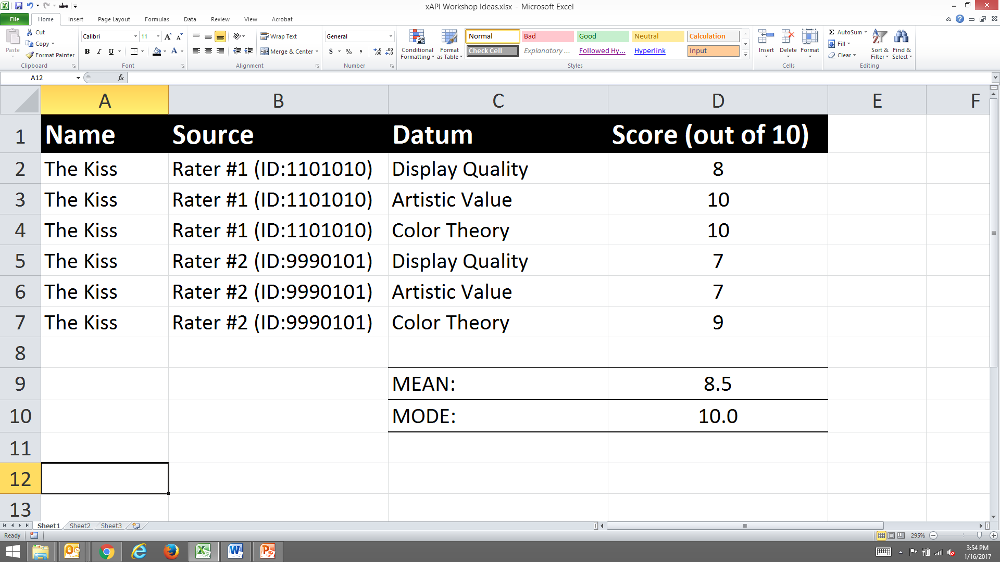 xAPI Workshop Ideas.xlsx - Microsoft Excel
File Home Insert Page Layout Formulas Data Review View Acrobat
Paste Cut Copy Format Painter
Clipboard
Calibri 11
B I U
Font
Wrap Text
Merge & Center
Alignment
General
$ % ,
Number
Conditional Formatting
Format as Table
Normal Bad Good Neutral Calculation
Check Cell Explanatory ... Followed Hy... Hyperlink Input
Styles
Insert Delete Format
Cells
Σ AutoSum
Fill
Clear
Sort & Filter
Find & Select
Editing
A12 fx
A B C D E F
1 Name Source Datum Score (out of 10)
2 The Kiss Rater #1 (ID:1101010) Display Quality 8
3 The Kiss Rater #1 (ID:1101010) Artistic Value 10
4 The Kiss Rater #1 (ID:1101010) Color Theory 10
5 The Kiss Rater #2 (ID:9990101) Display Quality 7
6 The Kiss Rater #2 (ID:9990101) Artistic Value 7
7 The Kiss Rater #2 (ID:9990101) Color Theory 9
8
9 MEAN: 8.5
10 MODE: 10.0
11
12
13
Sheet1 Sheet2 Sheet3
Ready 295%
3:54 PM
1/16/2017